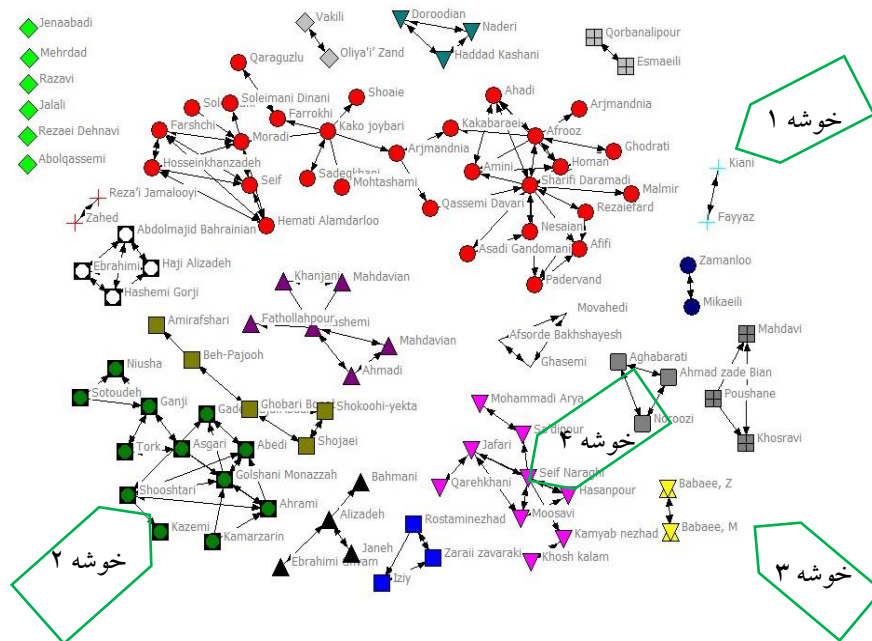 Jenaabadi
Mehrdad
Razavi
Jalali
Rezaei Dehnavi
Abolqassemi
Vakili
Oliya'i' Zand
Doroodian
Naderi
Haddad Kashani
Qorbanalipour
Esmaeili
خوشه ۱
Qaraguzlu
Soleimani Dinani
Shoaie
Farrokhi
Farshchi
Moradi
Kako joybari
Hosseinkhanzadeh
Seif
Sadeqkhani
Mohtashami
Arjmandnia
Hemati Alamdarloo
Ahadi
Kakabaraei
Afrooz
Arjmandnia
Ghodrati
Amini
Homan
Sharifi Daramadi
Malmir
Qassemi Davari
Rezaiefard
Nesaian
Asadi Gandomani
Afifi
Padervand
Kiani
Fayyaz
Reza'i Jamalooyi
Zahed
Abdolmajid Bahrainian
Ebrahimi
Haji Alizadeh
Hashemi Gorji
Zamanloo
Mikaeili
Khanjani
Mahdavian
Fathollahpour
Mahdavian
Ahmadi
Movahedi
Afsorde Bakhshayesh
Ghasemi
Amirafshari
Beh-Pajooh
Shokoohi-yekta
Shojaei
Aghabarati
Ahmad zade Bian
Noroozi
Mahdavi
Poushane
Khosravi
Niusha
Sotoudeh
Ganji
Tork
Asgari
Abedi
Golshani Monazzah
Shooshtari
Ahrami
Kazemi
Kamarzarin
خوشه ۲
Mohammadi Arya
Jafari
Seif Naraghi
Qarehkhani
Hasanpour
Moosavi
Kamyab nezhad
Khosh kalam
خوشه ۴
Bahmani
Alizadeh
Janeh
Ebrahimi
Rostaminezhad
Zaraii zavaraki
Iziy
Babaee, Z
Babaee, M
خوشه ۳